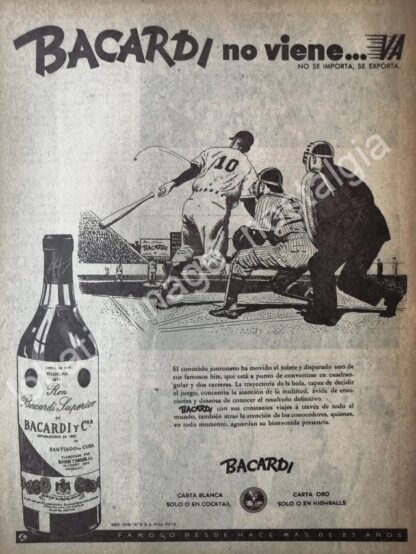 BACARDI no viene... VA
NO SE IMPORTA, SE EXPORTA.
10
BACARDI
El conocido jonronero ha movido el tolete y disparado uno de
sus famosos hits, que está a punto de convertirse en cuadran-
gular y dos carreras. La trayectoria de la bola, capaz de decidir
el juego, concentra la atención de la multitud, ávida de emo-
ciones y deseosa de conocer el resultado definitivo.
BACARDI con sus constantes viajes a través de todo el
mundo, también atrae la atención de los conocedores, quienes,
en todo momento, aguardan su bienvenida presencia.
Ron
Bacardi Superior
DE
BACARDI Y Cía
SANTIAGO DE CUBA
BACARDI
CARTA BLANCA
SOLO O EN COCKTAIL
CARTA ORO
SOLO O EN HIGHBALLS
FAMOSO DESDE HACE MAS DE 85 AÑOS